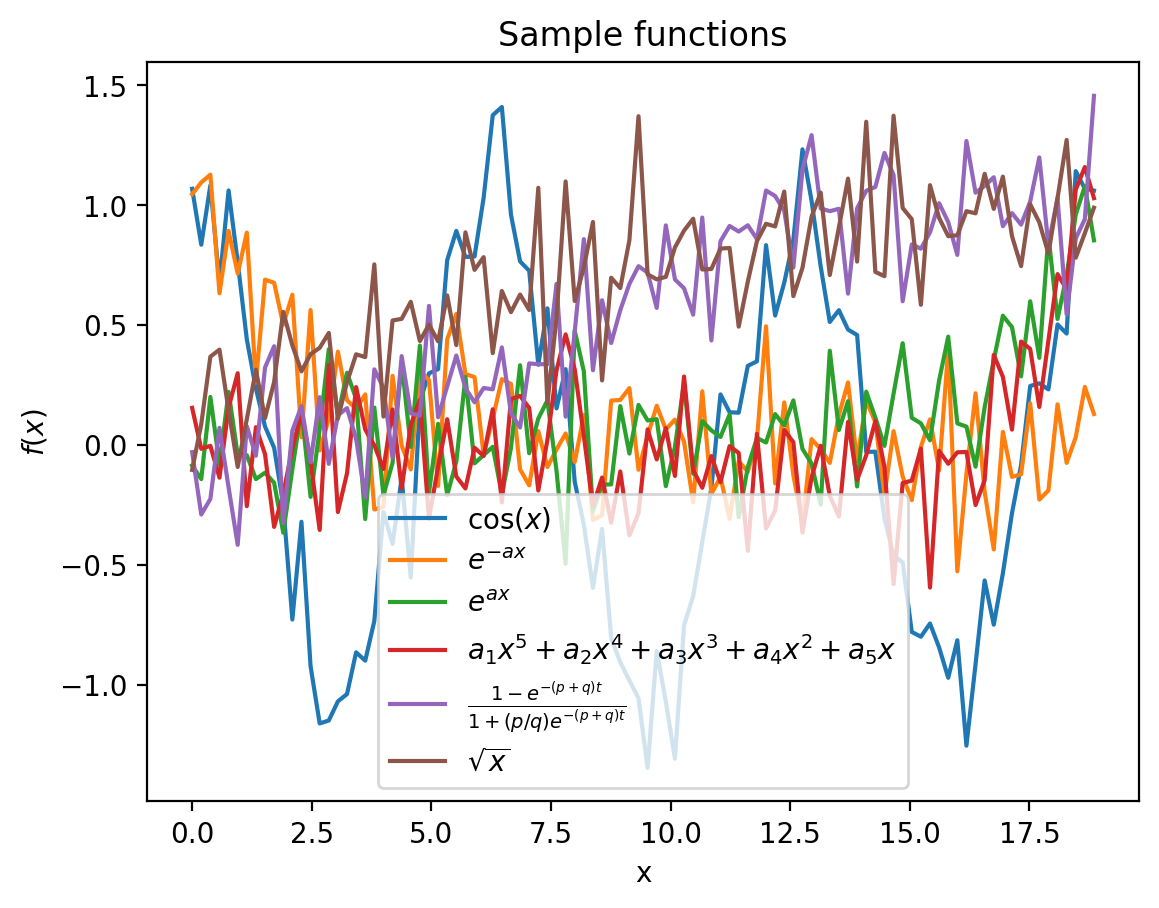 Sample functions
f(x)
1.5
1.0
0.5
0.0
−0.5
−1.0
cos(x)
e^{−ax}
e^{ax}
a₁x⁵ + a₂x⁴ + a₃x³ + a₄x² + a₅x
\frac{1 − e^{−(p+q)t}}{1 + (p/q)e^{−(p+q)t}}
√x
0.0 2.5 5.0 7.5 10.0 12.5 15.0 17.5
x